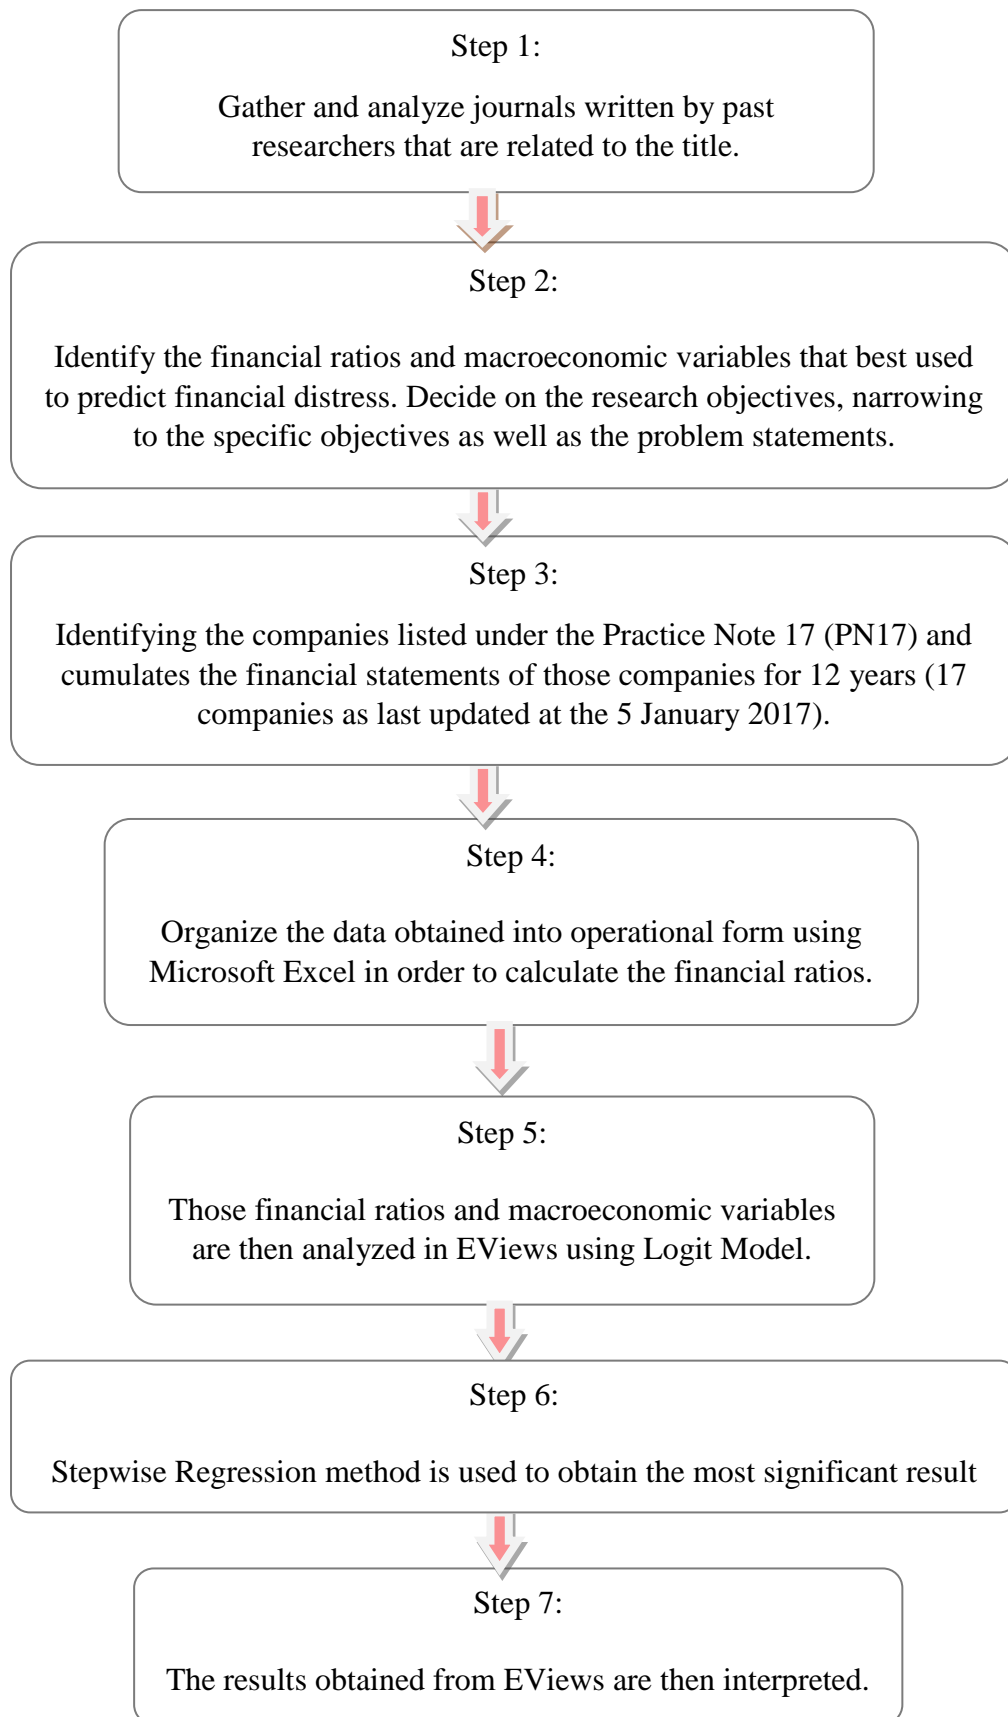 Step 1:
Gather and analyze journals written by past
researchers that are related to the title.
Step 2:
Identify the financial ratios and macroeconomic variables that best used
to predict financial distress. Decide on the research objectives, narrowing
to the specific objectives as well as the problem statements.
Step 3:
Identifying the companies listed under the Practice Note 17 (PN17) and
cumulates the financial statements of those companies for 12 years (17
companies as last updated at the 5 January 2017).
Step 4:
Organize the data obtained into operational form using
Microsoft Excel in order to calculate the financial ratios.
Step 5:
Those financial ratios and macroeconomic variables
are then analyzed in EViews using Logit Model.
Step 6:
Stepwise Regression method is used to obtain the most significant result
Step 7:
The results obtained from EViews are then interpreted.